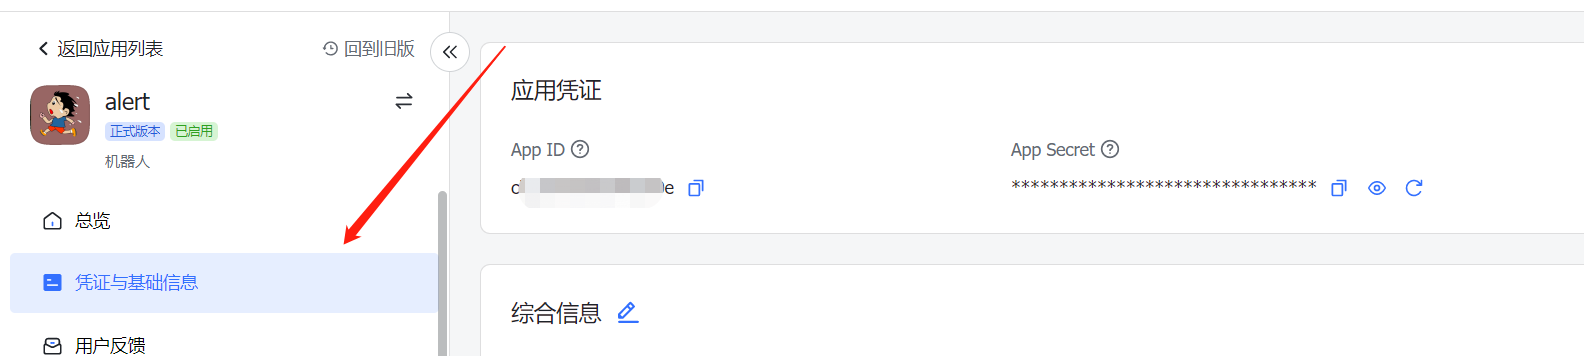 返回应用列表
回到旧版
alert
正式版本 已启用
机器人
总览
凭证与基础信息
用户反馈
应用凭证
App ID
App Secret
********************************
综合信息